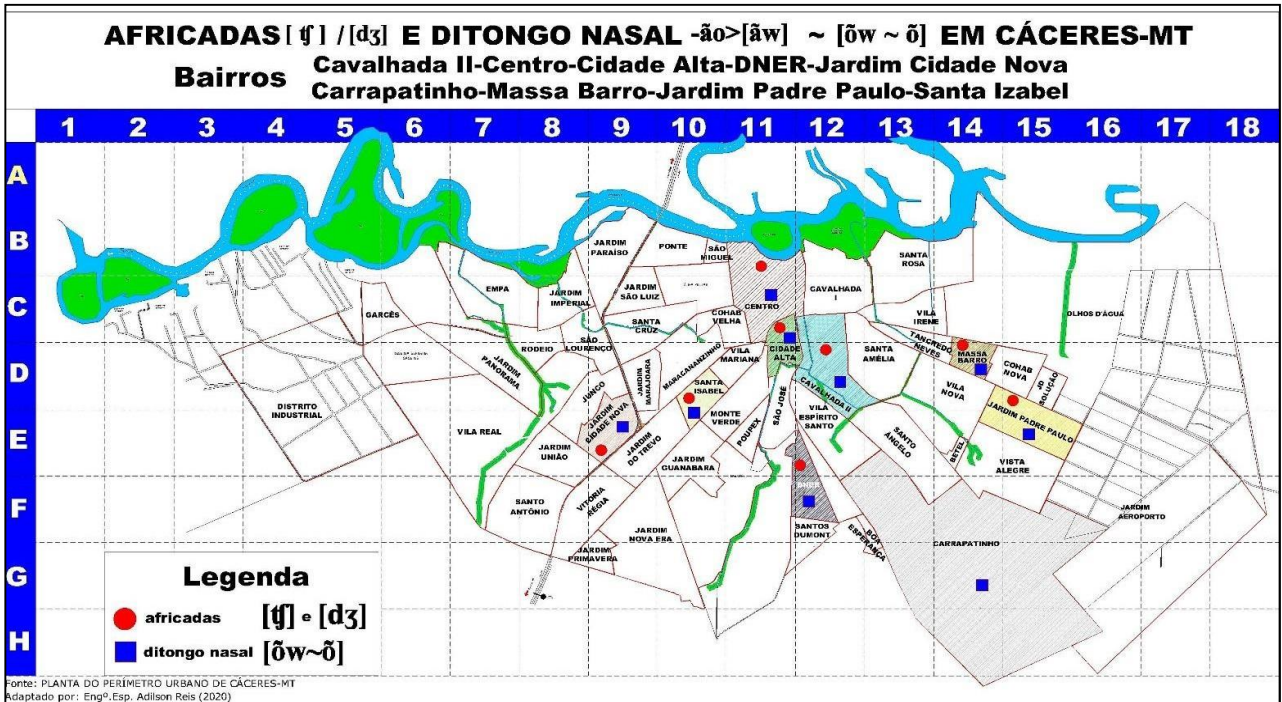 AFRICADAS [ ʧ ] / [dʒ] E DITONGO NASAL -ão>[ãw] ~ [õw ~ õ] EM CÁCERES-MT
Bairros
Cavalhada II-Centro-Cidade Alta-DNER-Jardim Cidade Nova
Carrapatinho-Massa Barro-Jardim Padre Paulo-Santa Izabel
1 2 3 4 5 6 7 8 9 10 11 12 13 14 15 16 17 18
A
B
C
D
E
F
G
H
JARDIM
PARAÍSO
PONTE
SÃO
MIGUEL
SANTA
ROSA
EMPA
JARDIM
IMPERIAL
JARDIM
SÃO LUIZ
CENTRO
CAVALHADA
I
GARCÊS
SANTA
CRUZ
COHAB
VELHA
VILA
IRENE
OLHOS D'ÁGUA
RODEIO
SÃO
LOURENÇO
JARDIM
PANORAMA
MARACANANZINHO
VILA
MARIANA
CIDADE
ALTA
SANTA
AMÉLIA
TANCREDO
NEVES
MASSA
BARRO
COHAB
NOVA
JD
SOLUÇÃO
DISTRITO
INDUSTRIAL
JUNCO
JARDIM
MARAJOARA
SANTA
ISABEL
CAVALHADA II
VILA
NOVA
VILA REAL
JARDIM
CIDADE NOVA
MONTE
VERDE
SÃO JOSÉ
VILA
ESPÍRITO
SANTO
JARDIM PADRE PAULO
JARDIM
UNIÃO
JARDIM
DO TREVO
POUPEX
SANTO
ÂNGELO
BETEL
VISTA
ALEGRE
JARDIM
GUANABARA
SANTO
ANTÔNIO
VITÓRIA
RÉGIA
DNER
JARDIM
AEROPORTO
JARDIM
NOVA ERA
SANTOS
DUMONT
BOA
ESPERANÇA
CARRAPATINHO
JARDIM
PRIMAVERA
Legenda
africadas [ʧ] e [dʒ]
ditongo nasal [õw~õ]
Fonte: PLANTA DO PERÍMETRO URBANO DE CÁCERES-MT
Adaptado por: Engº.Esp. Adilson Reis (2020)